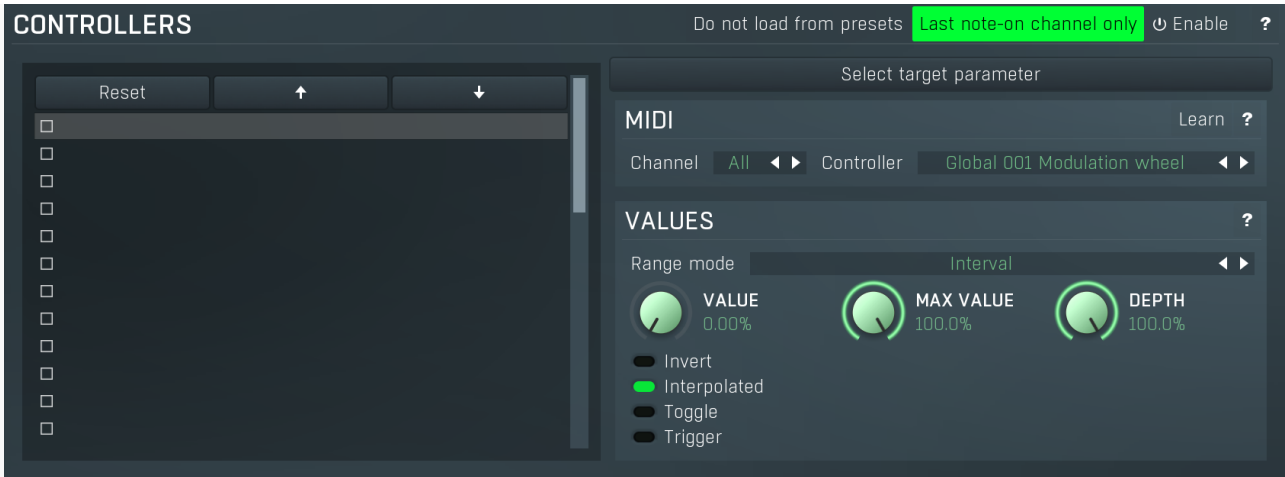 CONTROLLERS Do not load from presets Last note-on channel only Enable ?
Reset
Select target parameter
MIDI Learn ?
Channel All Controller Global 001 Modulation wheel
VALUES ?
Range mode Interval
VALUE
0.00%
MAX VALUE
100.0%
DEPTH
100.0%
Invert
Interpolated
Toggle
Trigger